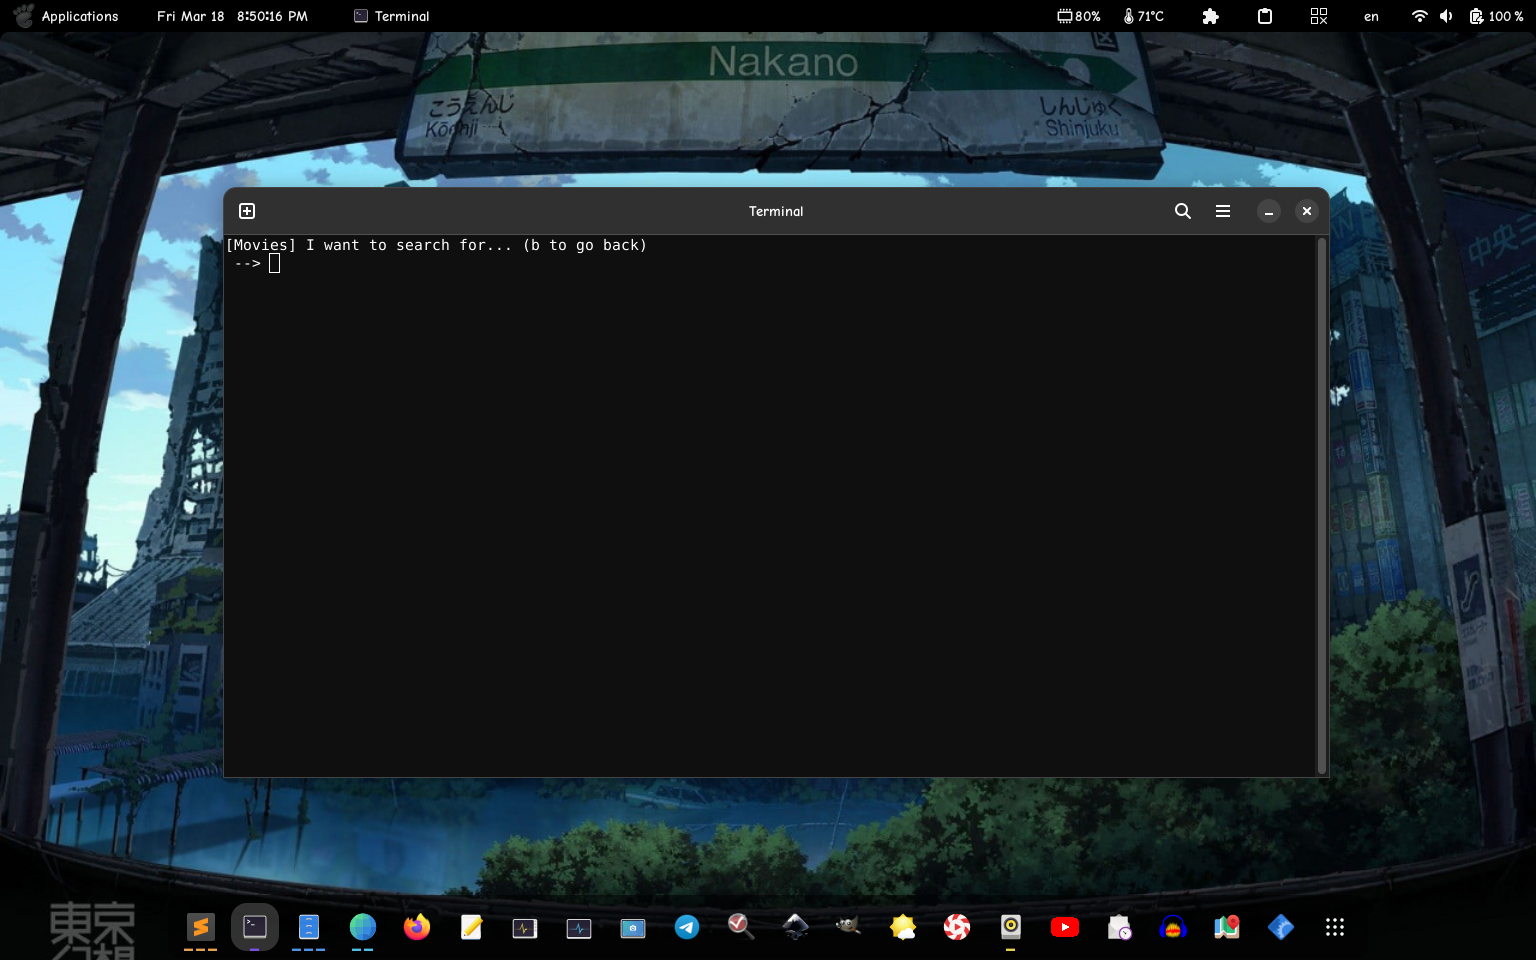 Applications Fri Mar 18 8:50:16 PM Terminal 80% 71°C en 100 %
Nakano
こうえんじ しんじゅく
Kōenji Shinjuku
Terminal
[Movies] I want to search for... (b to go back)
-->
中央
東京
幻想